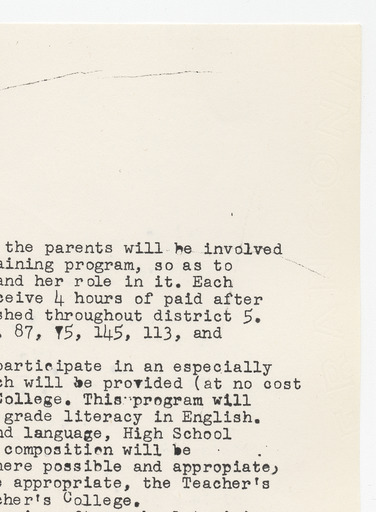 the parents will be involved
aining program, so as to
and her role in it. Each
ceive 4 hours of paid after
shed throughout district 5.
. 87, 75, 145, 113, and
participate in an especially
ch will be provided (at no cost
College. This program will
grade literacy in English.
nd language, High School
composition will be
here possible and appropiate,
e appropriate, the Teacher's
cher's College.